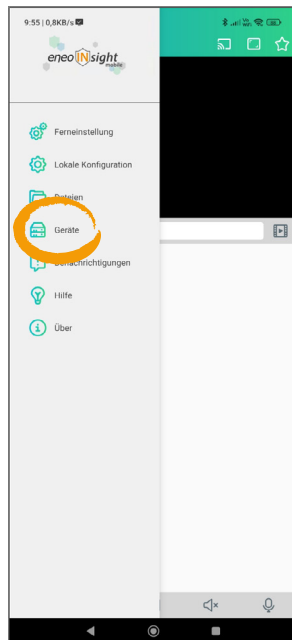 9:55 | 0,8KB/s
eneo INsight
mobile
Ferneinstellung
Lokale Konfiguration
Dateien
Geräte
Benachrichtigungen
Hilfe
Über